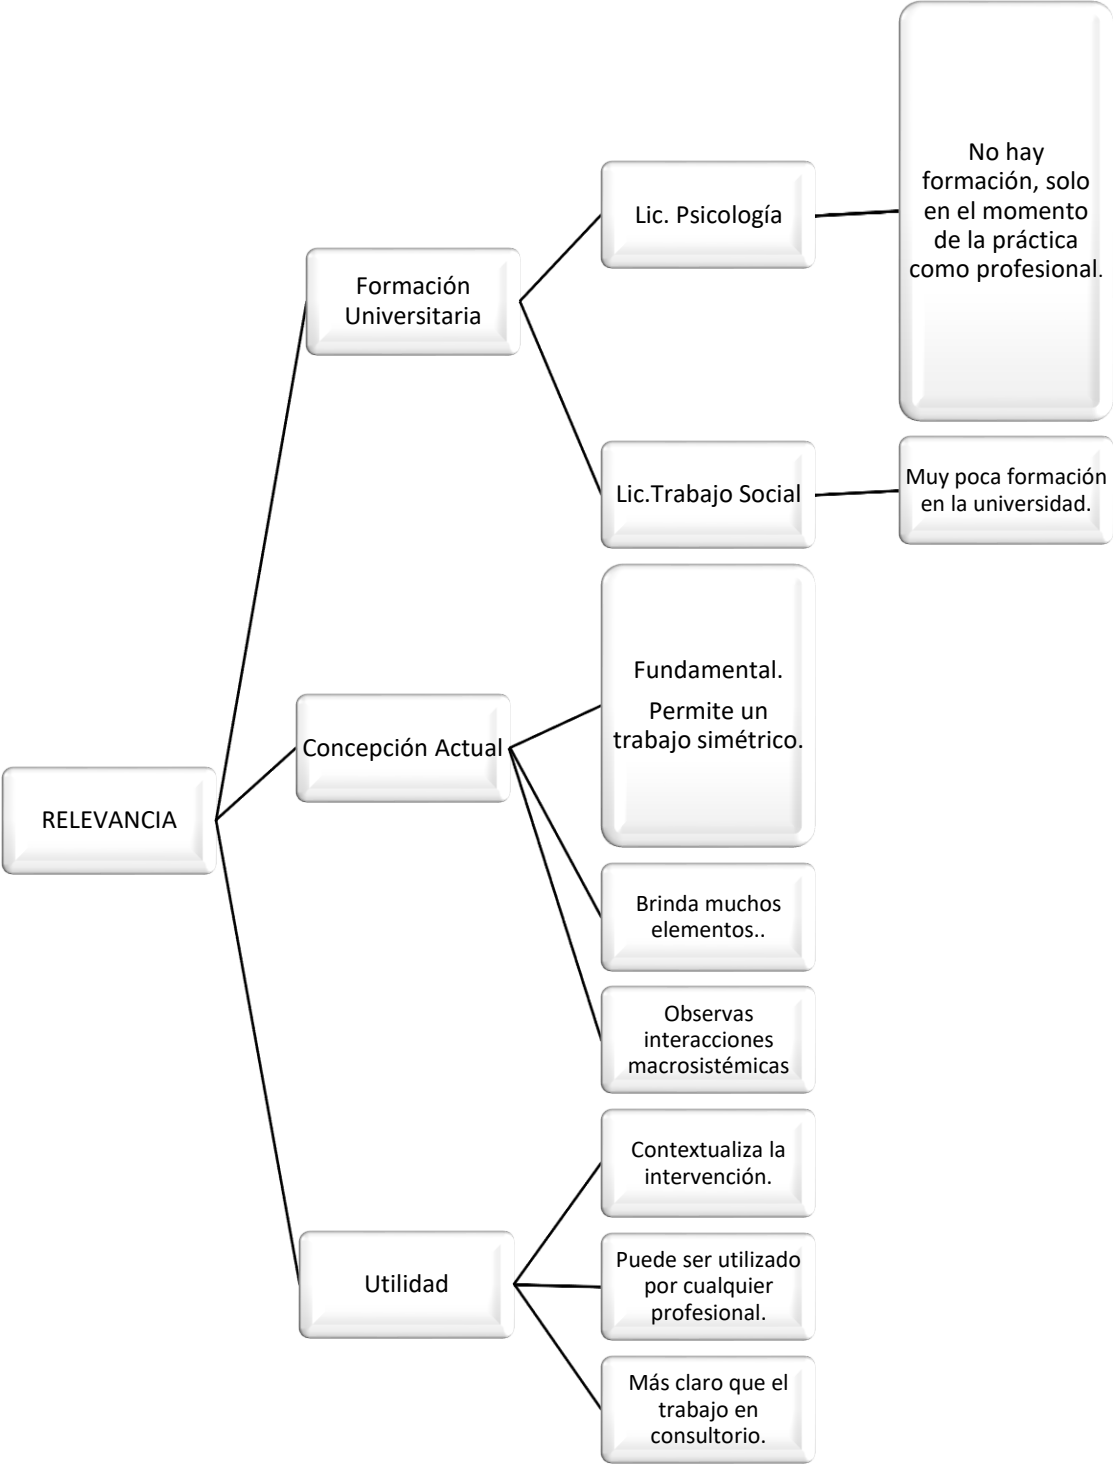 RELEVANCIA
Formación
Universitaria
Lic. Psicología
No hay
formación, solo
en el momento
de la práctica
como profesional.
Lic.Trabajo Social
Muy poca formación
en la universidad.
Concepción Actual
Fundamental.
Permite un
trabajo simétrico.
Brinda muchos
elementos..
Observas
interacciones
macrosistémicas
Utilidad
Contextualiza la
intervención.
Puede ser utilizado
por cualquier
profesional.
Más claro que el
trabajo en
consultorio.